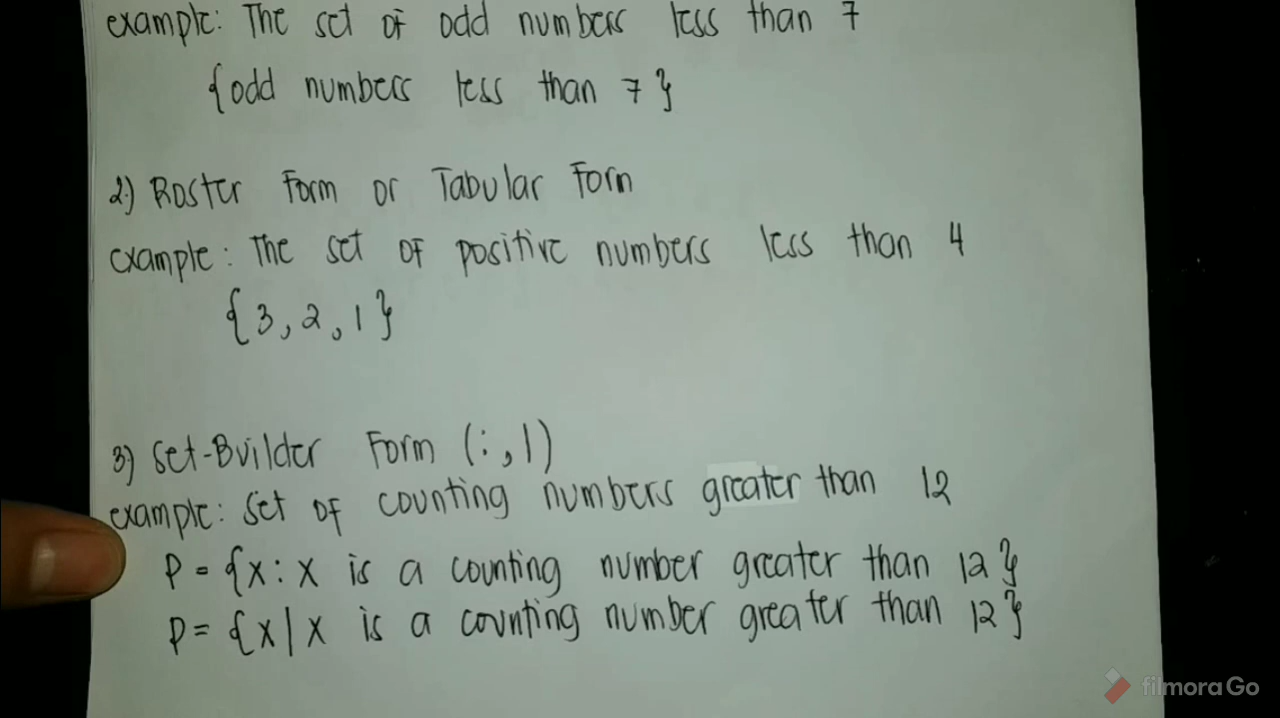 example: The set of odd numbers less than 7
{odd numbers less than 7}
2) Roster Form or Tabular Form
example: The set of positive numbers less than 4
{3, 2, 1}
3) Set-Builder Form (:, |)
example: Set of counting numbers greater than 12
P = {x : x is a counting number greater than 12}
P = {x | x is a counting number greater than 12}
filmoraGo